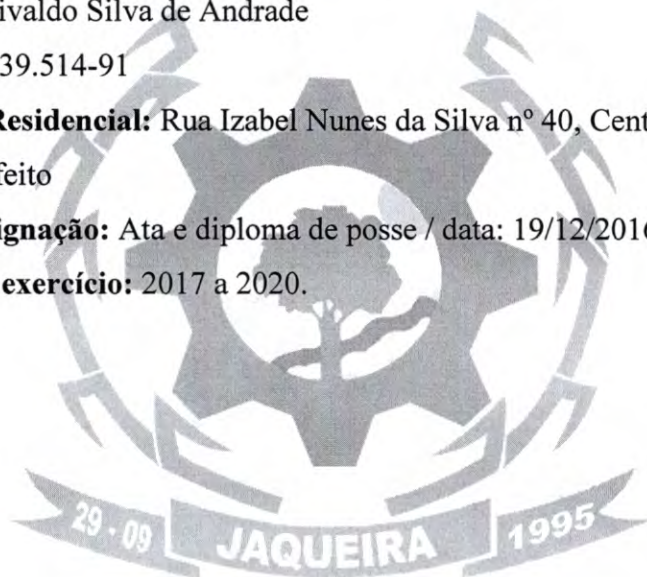 ivaldo Silva de Andrade
39.514-91
Residencial: Rua Izabel Nunes da Silva nº 40, Cent
feito
ignação: Ata e diploma de posse / data: 19/12/2016
exercício: 2017 a 2020.
29 - 09 JAQUEIRA 1995